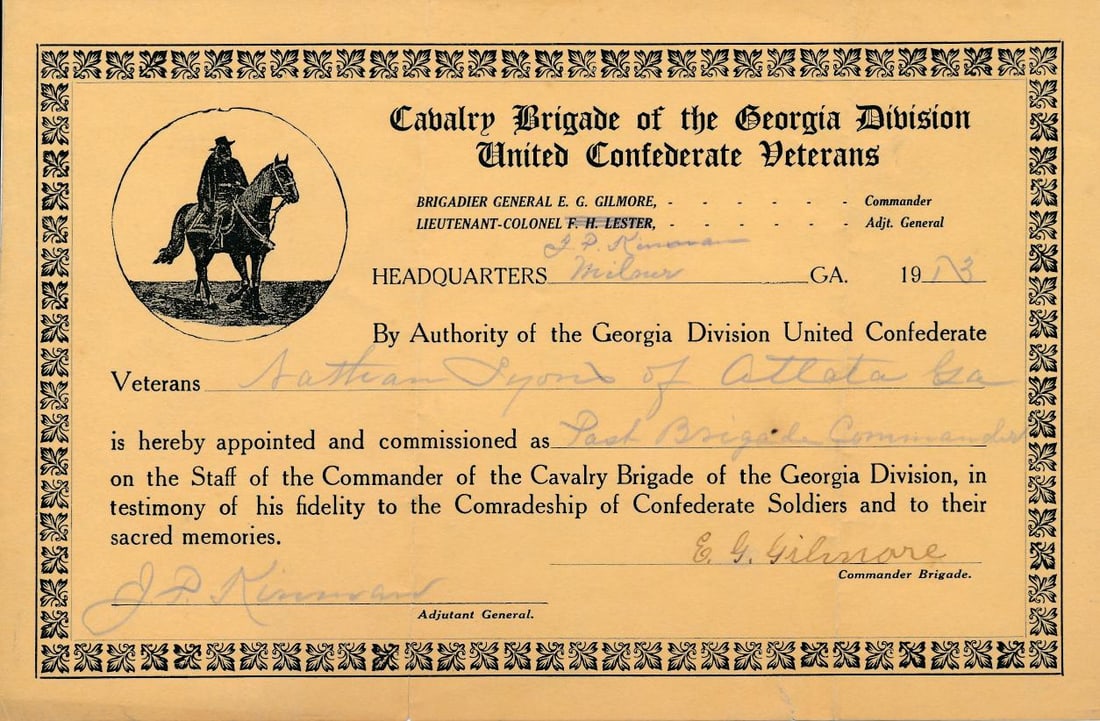 Cavalry Brigade of the Georgia Division
United Confederate Veterans
BRIGADIER GENERAL E. G. GILMORE, - - - - - - Commander
LIEUTENANT-COLONEL F. H. LESTER, - - - - - - Adjt. General
J. P. Kinman
HEADQUARTERS Milner GA. 1913
By Authority of the Georgia Division United Confederate
Veterans Nathan Lyons of Atlata Ga
is hereby appointed and commissioned as Past Brigade Commander
on the Staff of the Commander of the Cavalry Brigade of the Georgia Division, in
testimony of his fidelity to the Comradeship of Confederate Soldiers and to their
sacred memories.
E. G. Gilmore
Commander Brigade.
J P. Kinman
Adjutant General.